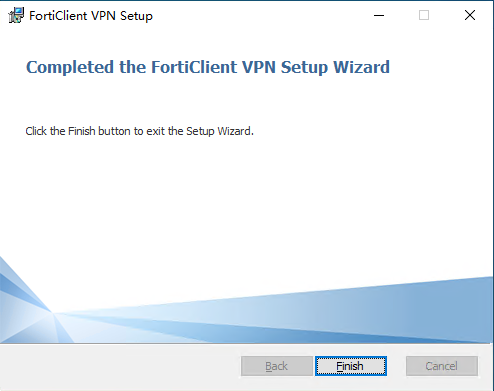 FortiClient VPN Setup
Completed the FortiClient VPN Setup Wizard
Click the Finish button to exit the Setup Wizard.
Back Finish Cancel